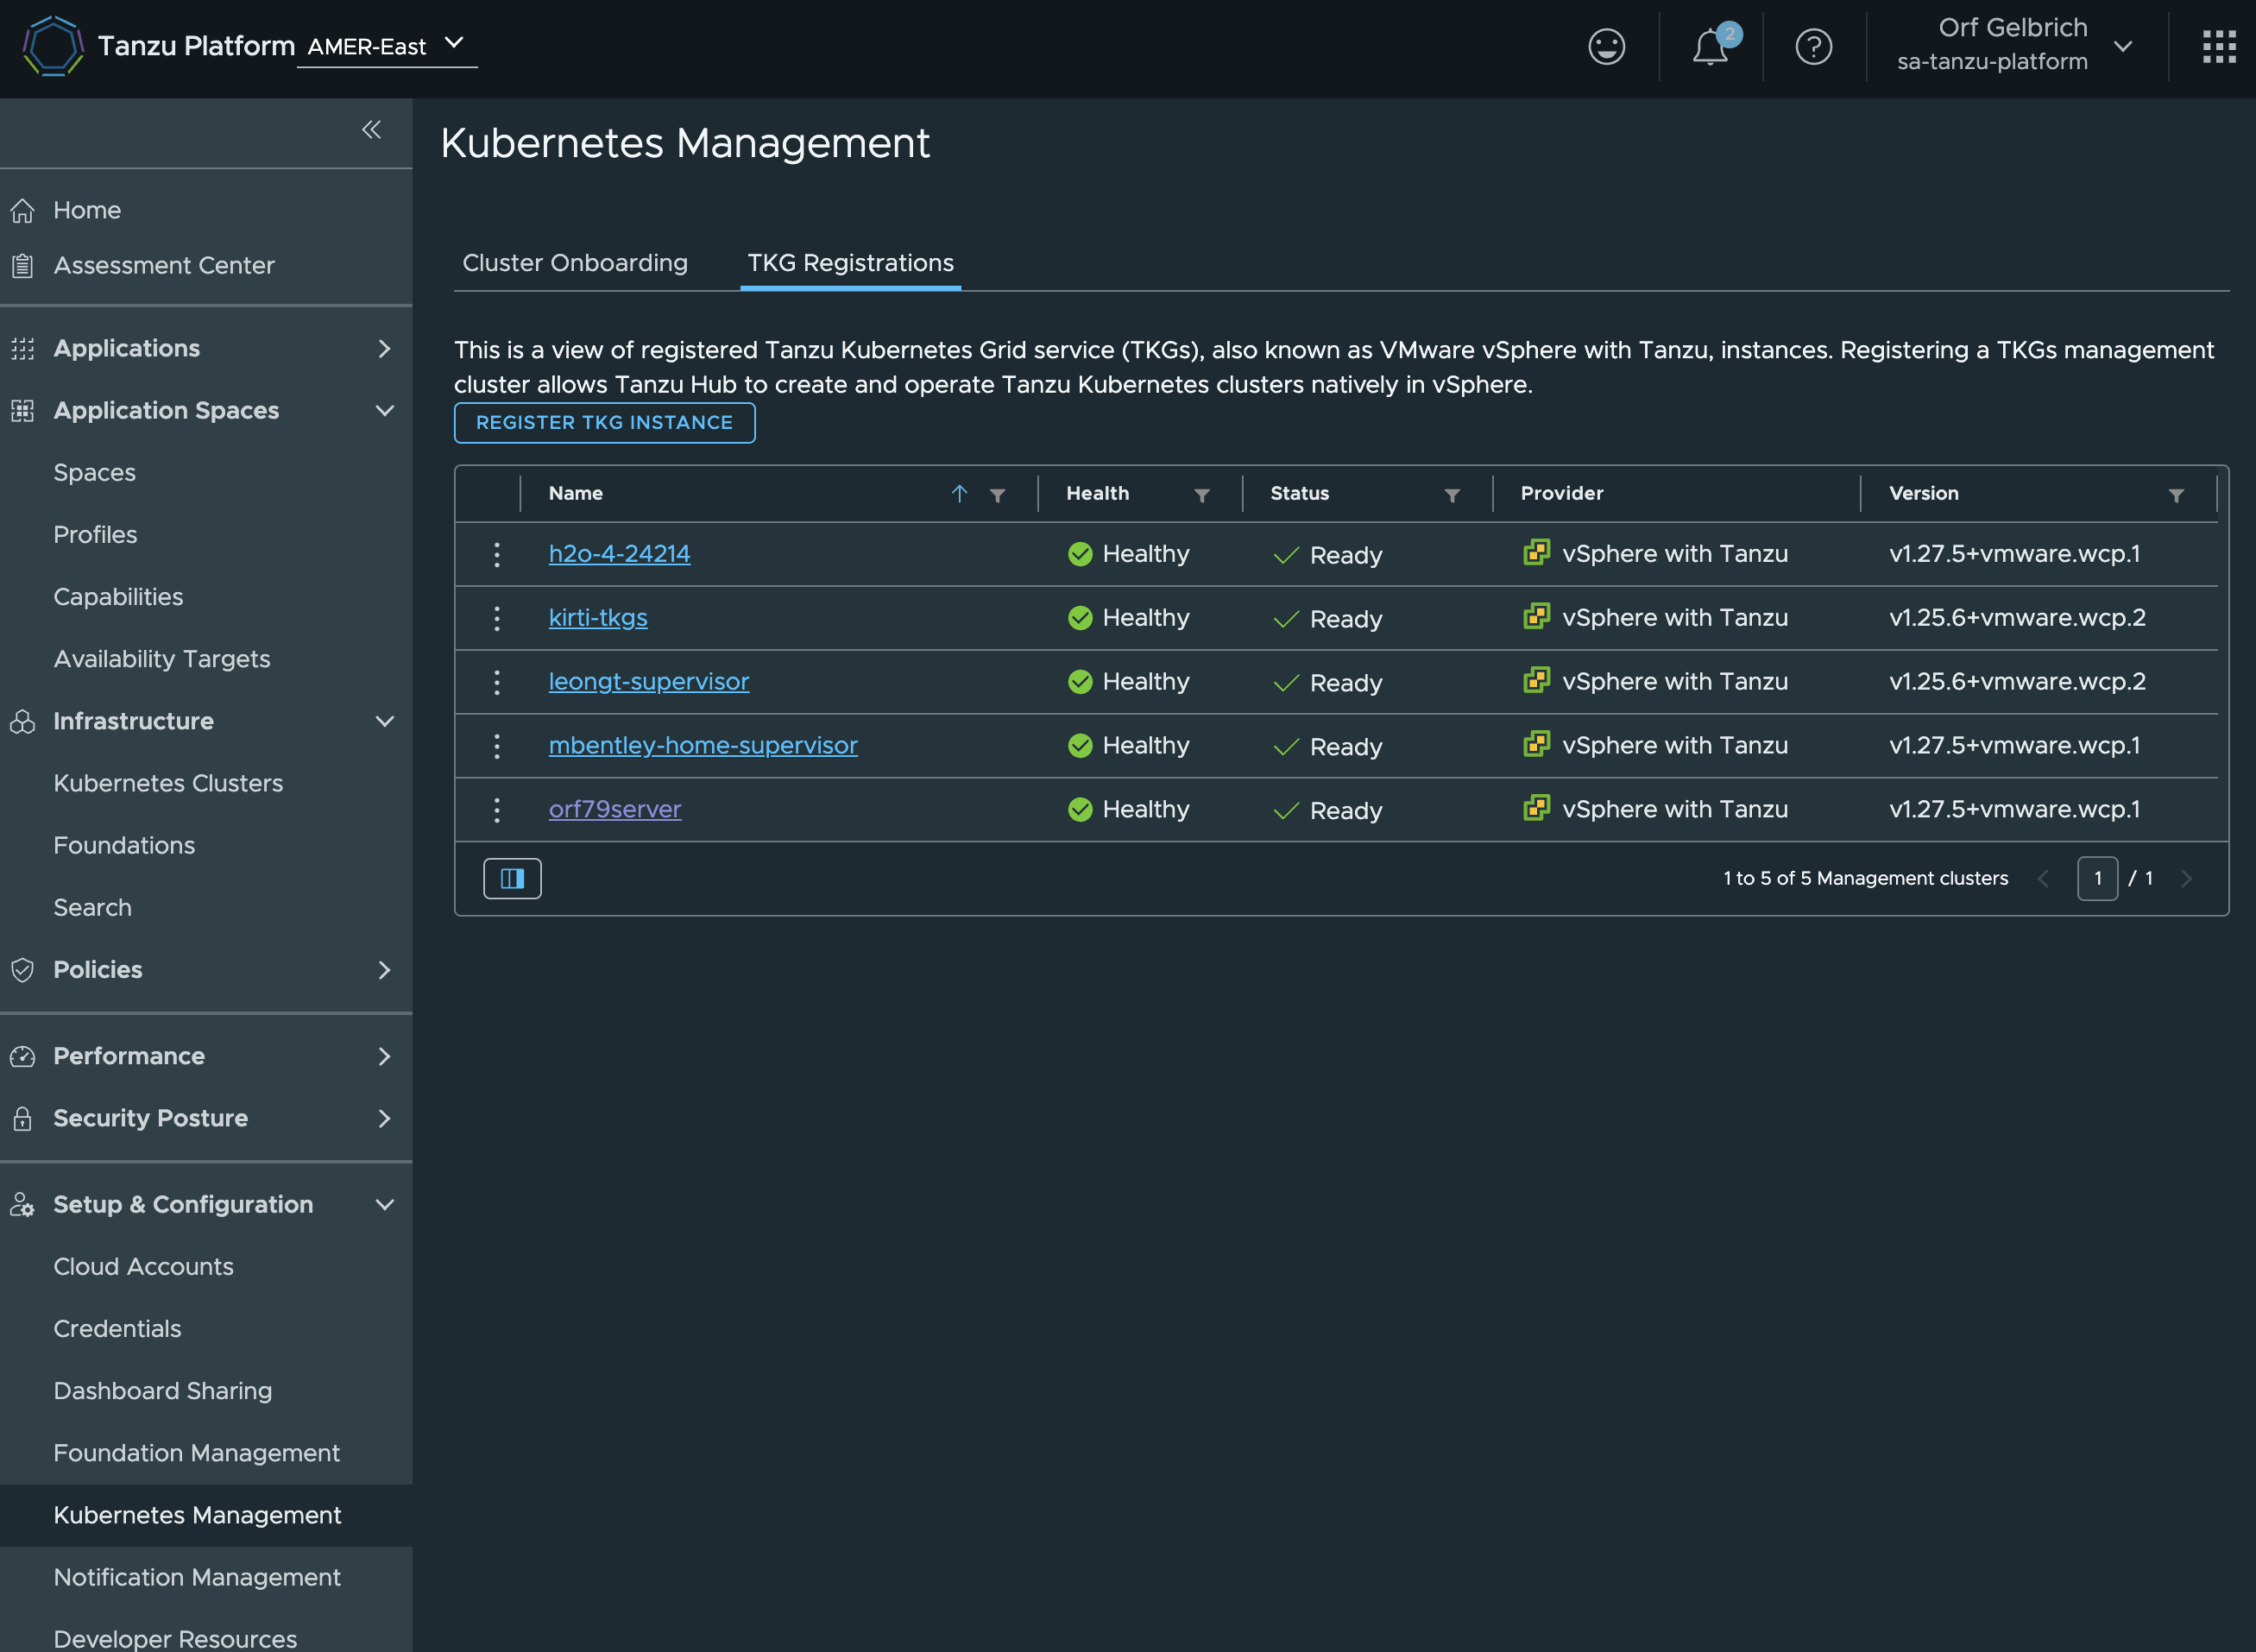 Tanzu Platform AMER-East
2
Orf Gelbrich
sa-tanzu-platform
Home
Assessment Center
Applications
Application Spaces
Spaces
Profiles
Capabilities
Availability Targets
Infrastructure
Kubernetes Clusters
Foundations
Search
Policies
Performance
Security Posture
Setup & Configuration
Cloud Accounts
Credentials
Dashboard Sharing
Foundation Management
Kubernetes Management
Notification Management
Developer Resources
Kubernetes Management
Cluster Onboarding TKG Registrations
This is a view of registered Tanzu Kubernetes Grid service (TKGs), also known as VMware vSphere with Tanzu, instances. Registering a TKGs management
cluster allows Tanzu Hub to create and operate Tanzu Kubernetes clusters natively in vSphere.
REGISTER TKG INSTANCE
Name Health Status Provider Version
h2o-4-24214 Healthy Ready vSphere with Tanzu v1.27.5+vmware.wcp.1
kirti-tkgs Healthy Ready vSphere with Tanzu v1.25.6+vmware.wcp.2
leongt-supervisor Healthy Ready vSphere with Tanzu v1.25.6+vmware.wcp.2
mbentley-home-supervisor Healthy Ready vSphere with Tanzu v1.27.5+vmware.wcp.1
orf79server Healthy Ready vSphere with Tanzu v1.27.5+vmware.wcp.1
1 to 5 of 5 Management clusters 1 / 1